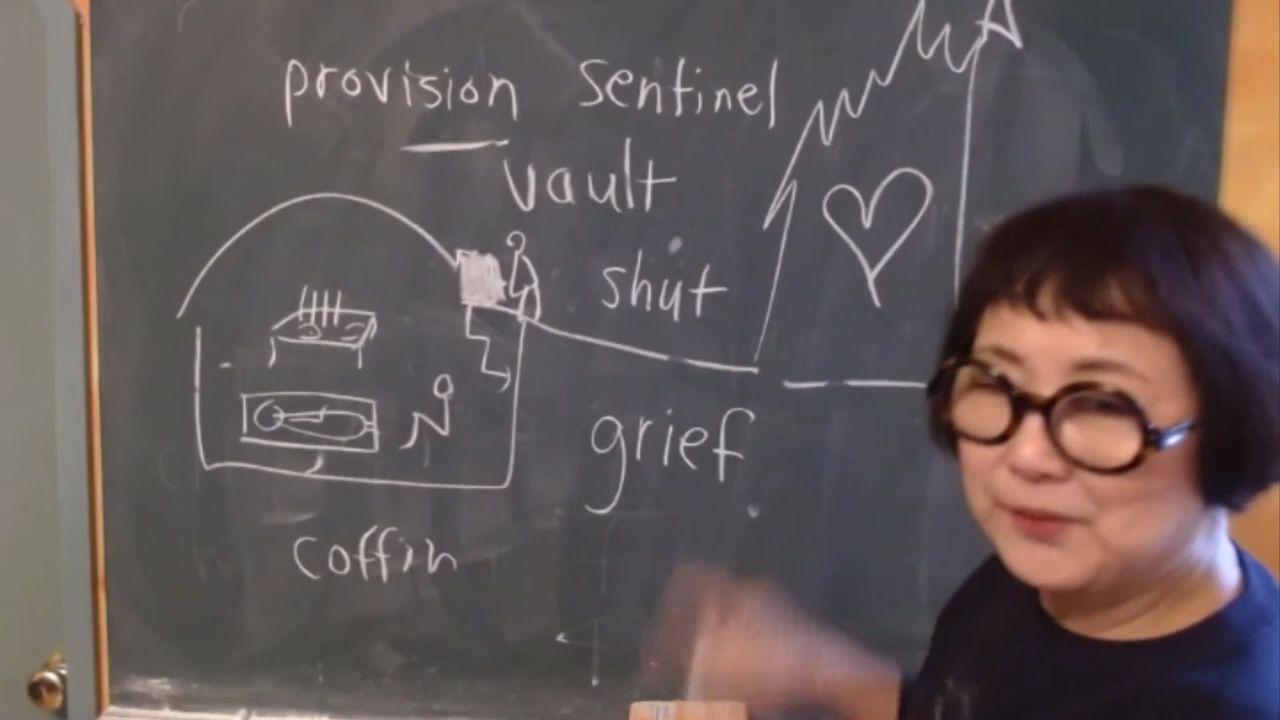 provision sentinel
vault
shut
grief
coffin